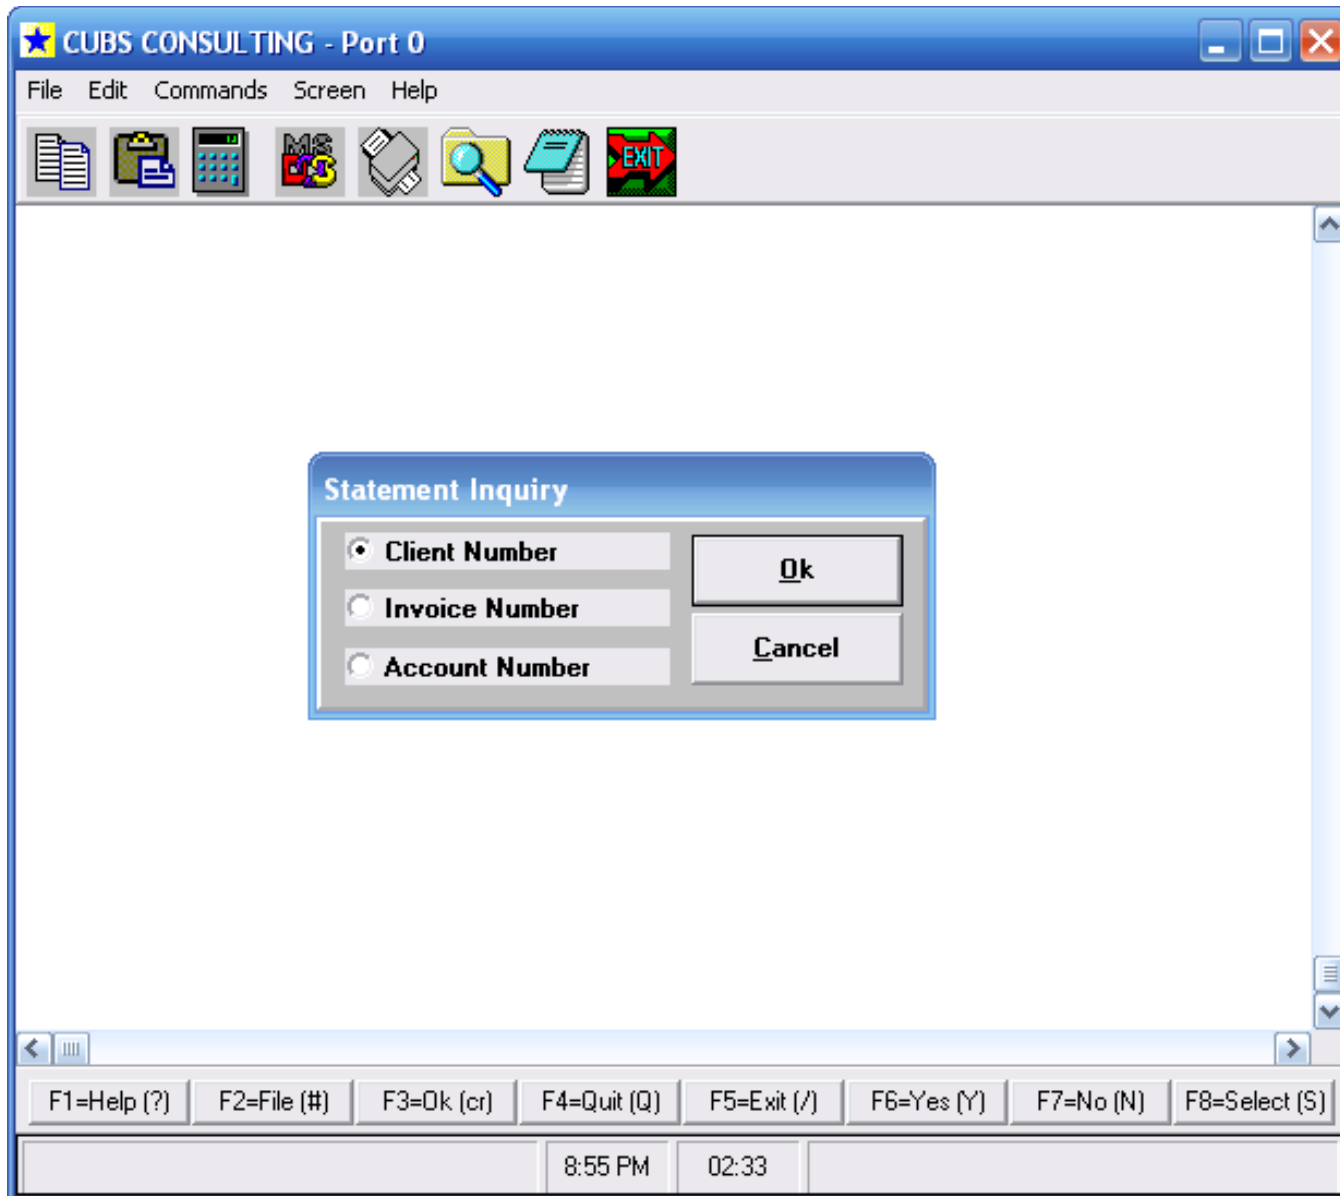 CUBS CONSULTING - Port 0
File Edit Commands Screen Help
MS DOS
EXIT
Statement Inquiry
Client Number
Ok
Invoice Number
Cancel
Account Number
F1=Help (?) F2=File (#) F3=Ok (cr) F4=Quit (Q) F5=Exit (/) F6=Yes (Y) F7=No (N) F8=Select (S)
8:55 PM 02:33